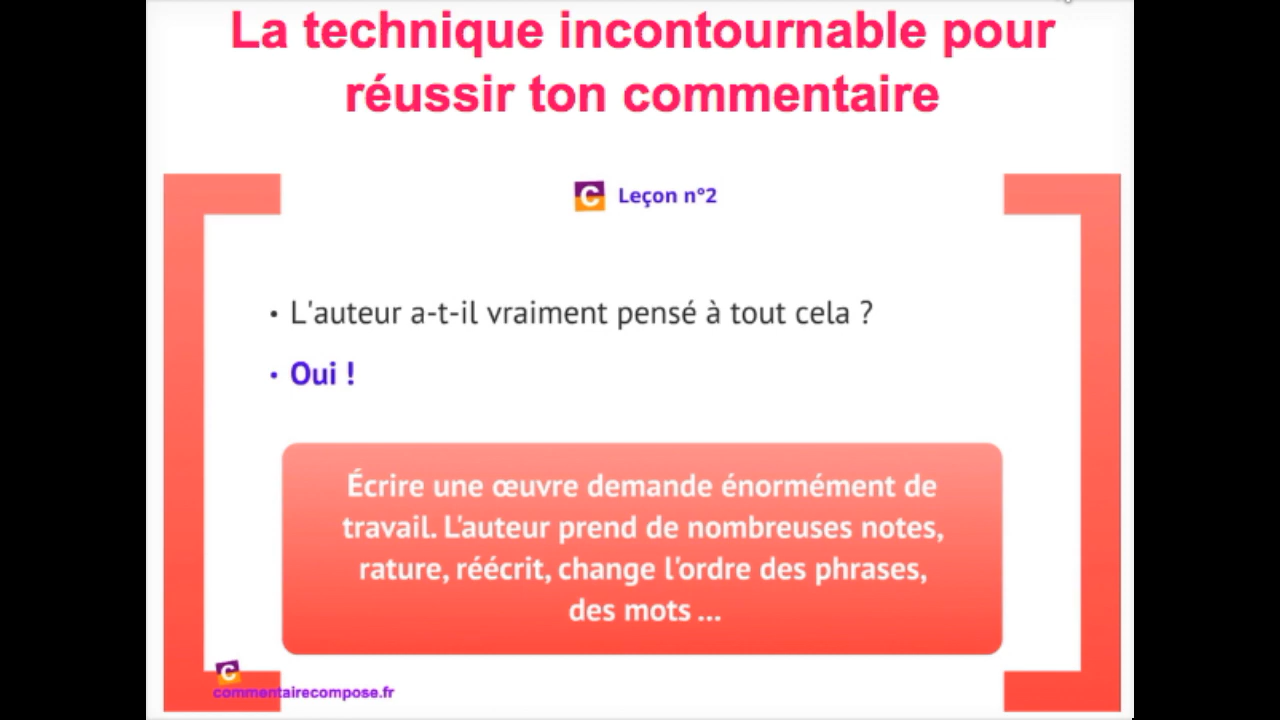 La technique incontournable pour
réussir ton commentaire
C Leçon n°2
• L'auteur a-t-il vraiment pensé à tout cela ?
• Oui !
Écrire une œuvre demande énormément de
travail. L'auteur prend de nombreuses notes,
rature, réécrit, change l'ordre des phrases,
des mots ...
C
commentairecompose.fr